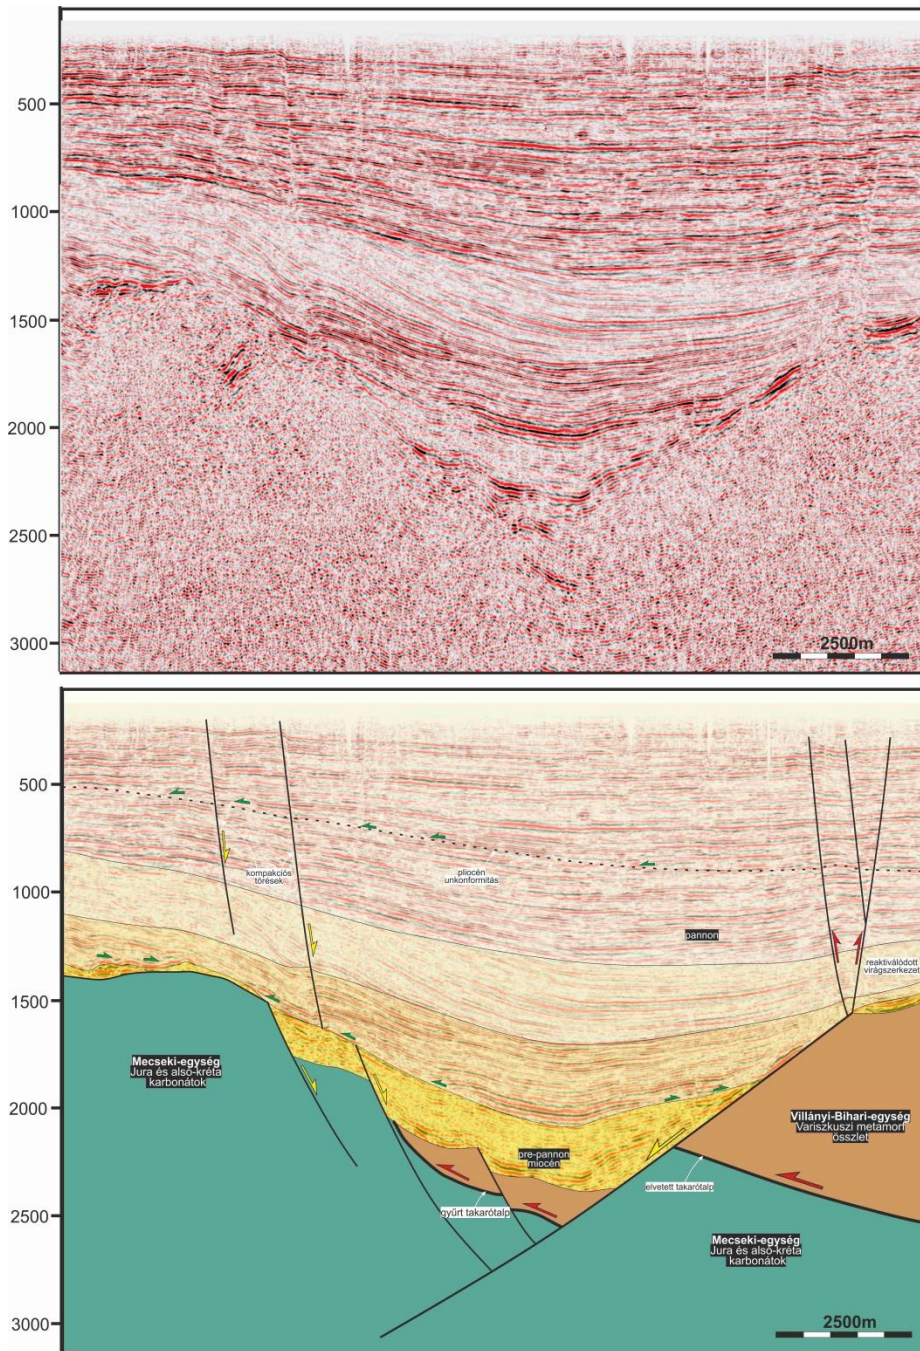 500
1000
1500
2000
2500
3000
2500m
500
1000
1500
2000
2500
3000
kompakciós
törések
pliocén
unkonformitás
pannon
reaktiválódott
virágszerkezet
Mecseki-egység
Jura és alsó-kréta
karbonátok
Villányi-Bihari-egység
Variszkuszi metamorf
összlet
pre-pannon
miocén
elvetett takarótalp
gyűrt takarótalp
Mecseki-egység
Jura és alsó-kréta
karbonátok
2500m